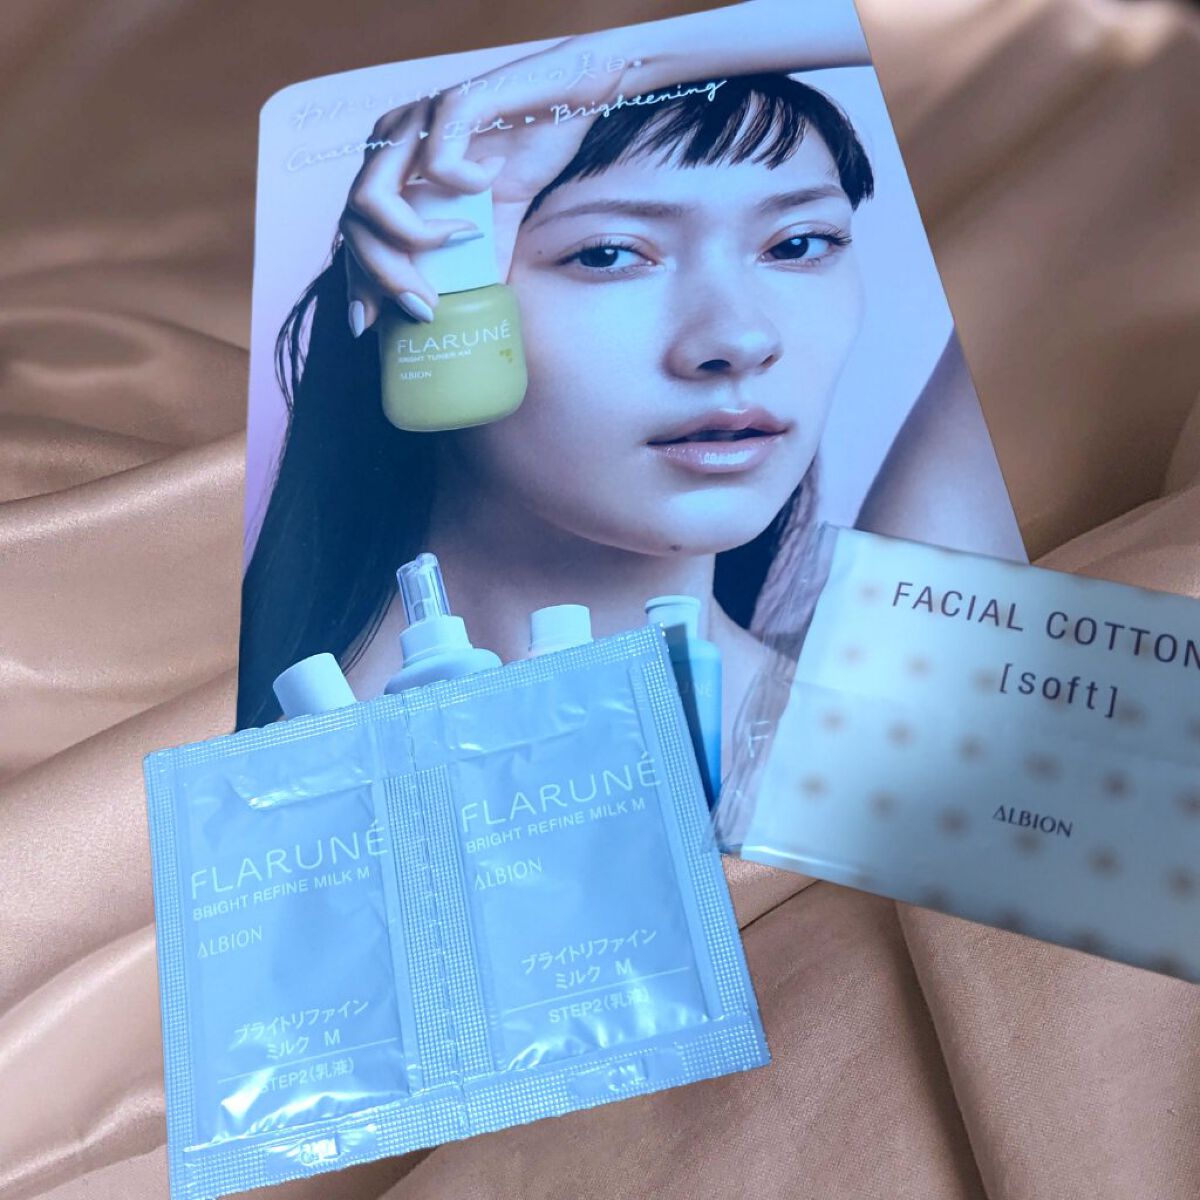 わたしには わたしの美白。
Custom・Fit・Brightening
FLARUNÉ
BRIGHT TUNER AM
ALBION
FACIAL COTTON
[soft]
ALBION
FLARUNÉ
BRIGHT REFINE MILK M
ALBION
ブライトリファイン
ミルク M
STEP2(乳液)
FLARUNÉ
BRIGHT REFINE MILK M
ALBION
ブライトリファイン
ミルク M
STEP2(乳液)